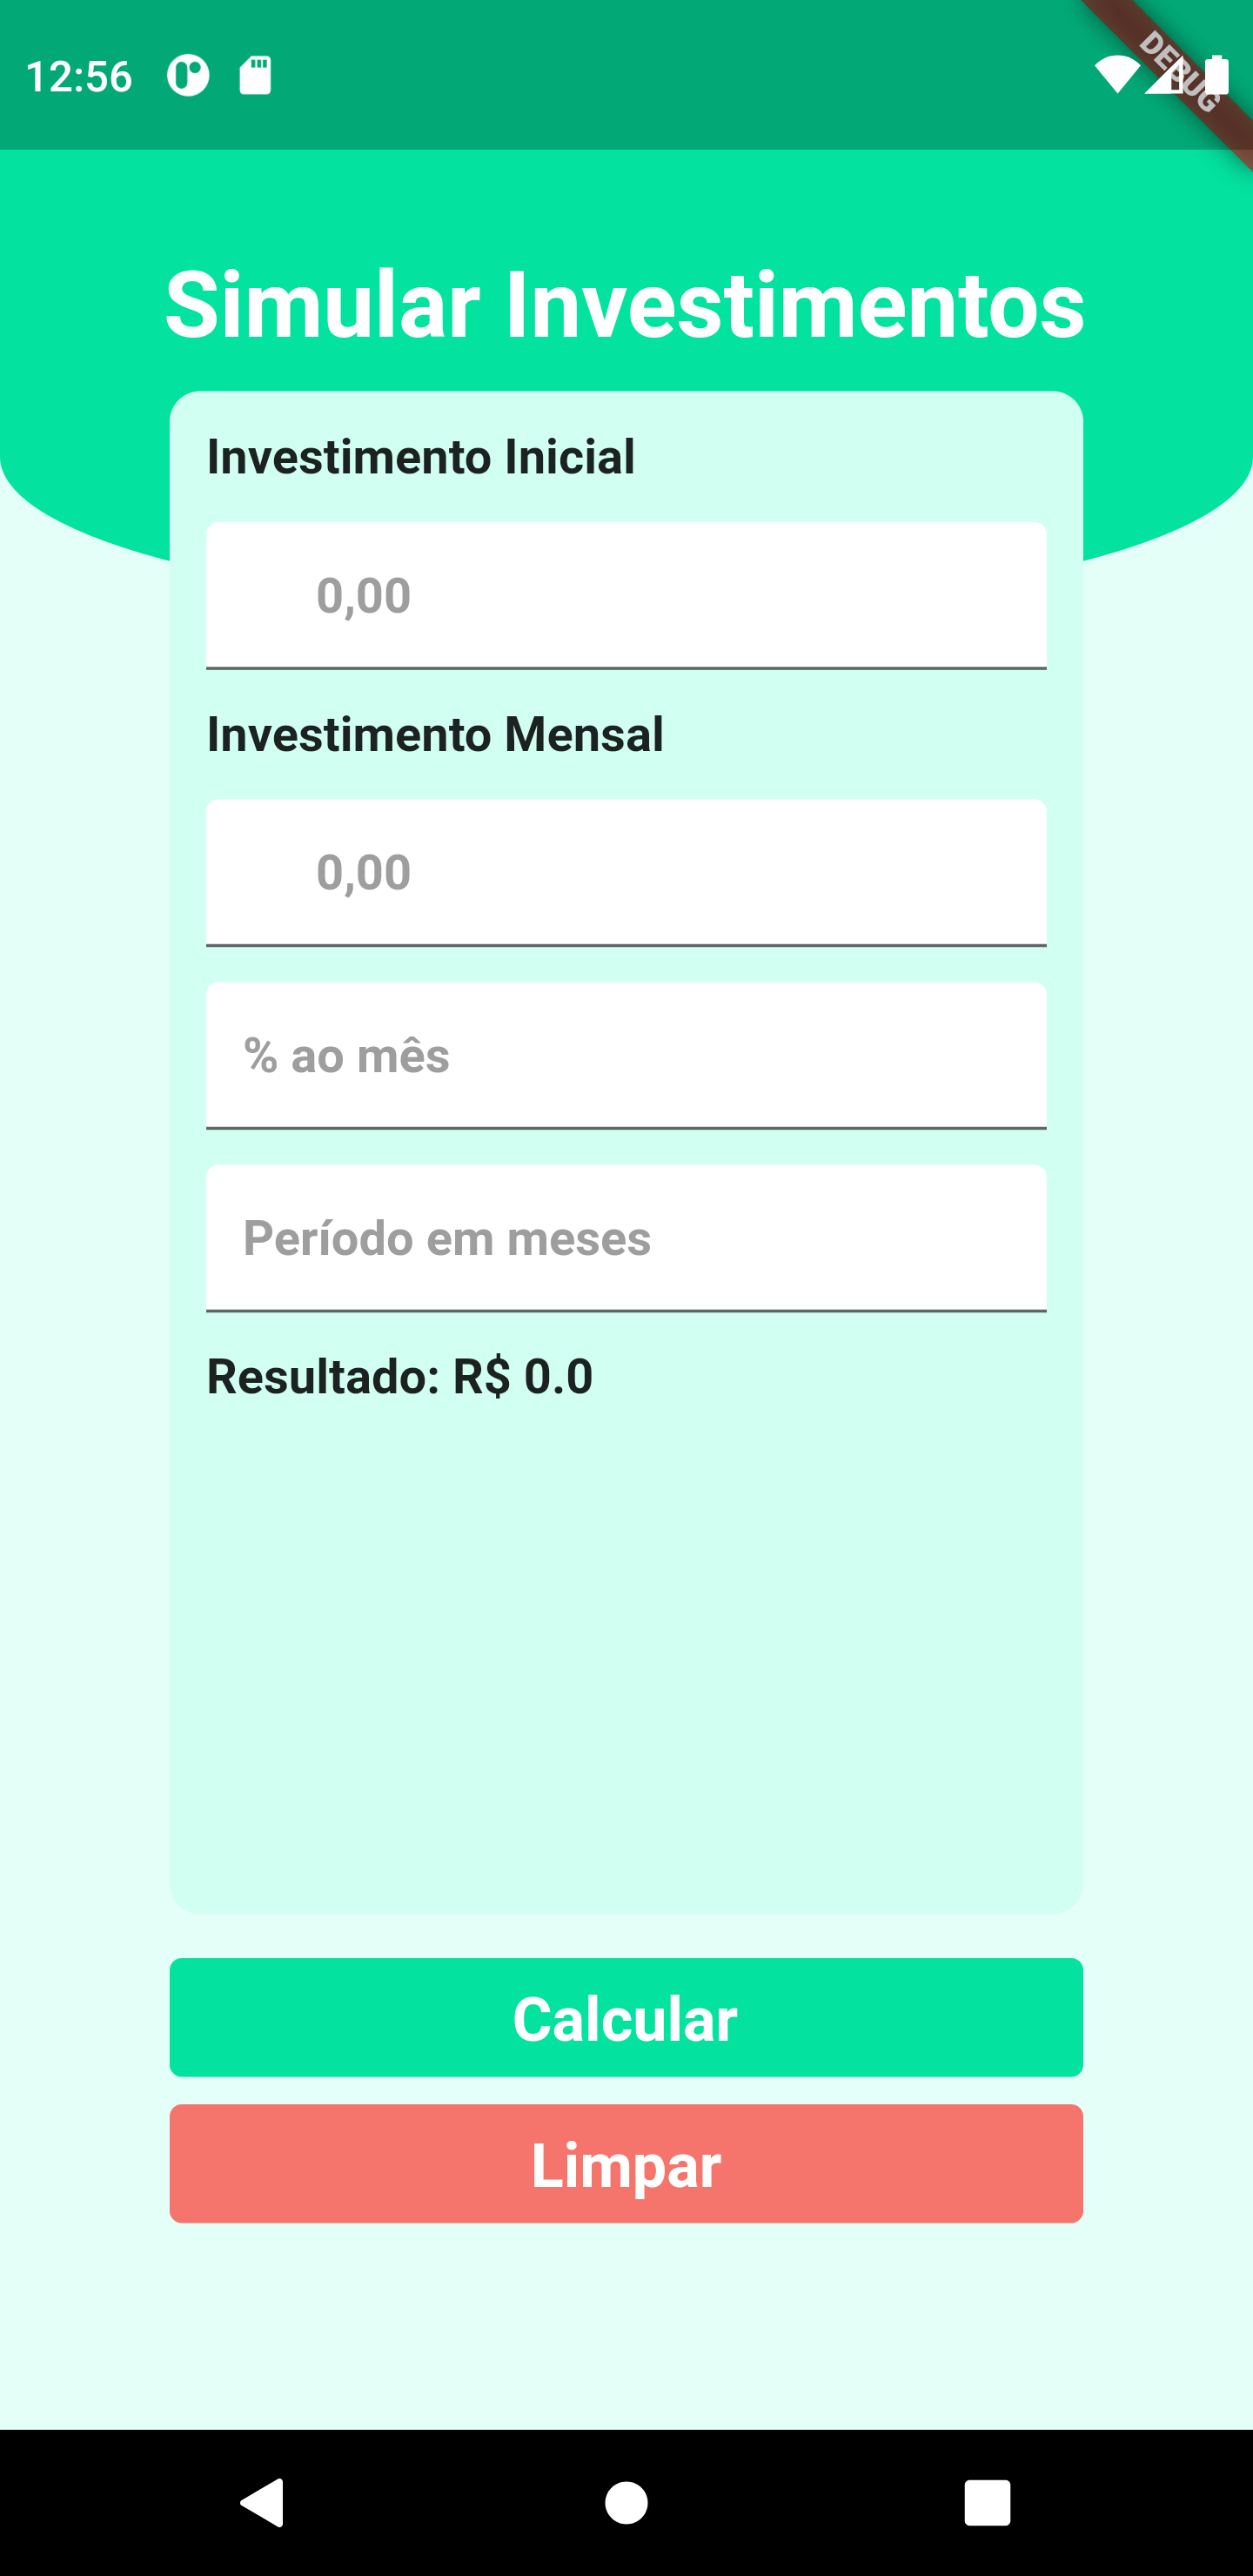 12:56
DEBUG
Simular Investimentos
Investimento Inicial
0,00
Investimento Mensal
0,00
% ao mês
Período em meses
Resultado: R$ 0.0
Calcular
Limpar